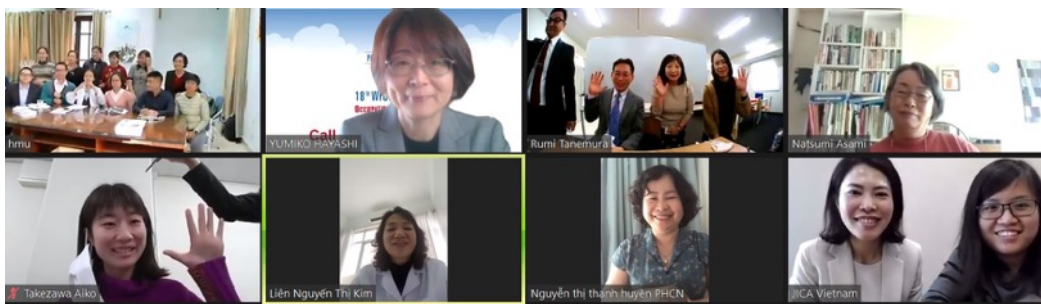 hmu
18th WFO
Call
YUMIKO HAYASHI
Rumi Tanemura
Natsumi Asami
Takezawa Aiko
Liên Nguyễn Thị Kim
Nguyễn thị thanh huyền PHCN
JICA Vietnam